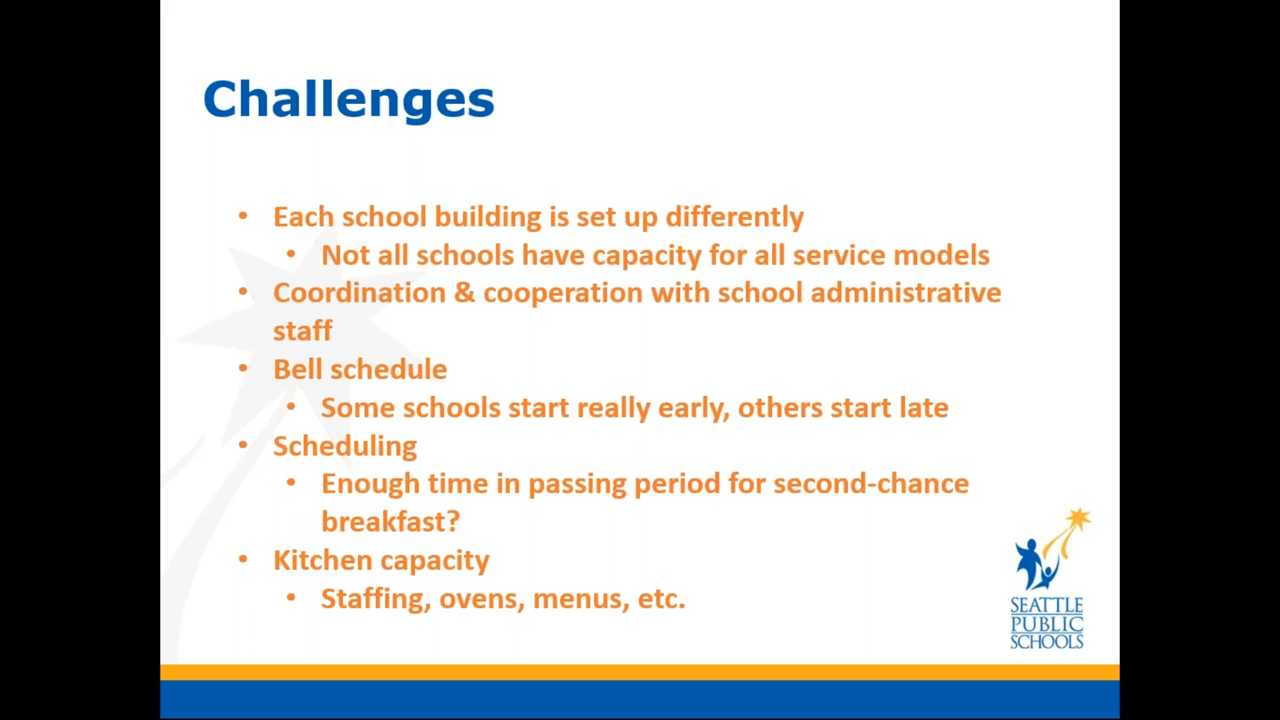 Challenges
• Each school building is set up differently
• Not all schools have capacity for all service models
• Coordination & cooperation with school administrative
staff
• Bell schedule
• Some schools start really early, others start late
• Scheduling
• Enough time in passing period for second-chance
breakfast?
• Kitchen capacity
• Staffing, ovens, menus, etc.
SEATTLE
PUBLIC
SCHOOLS